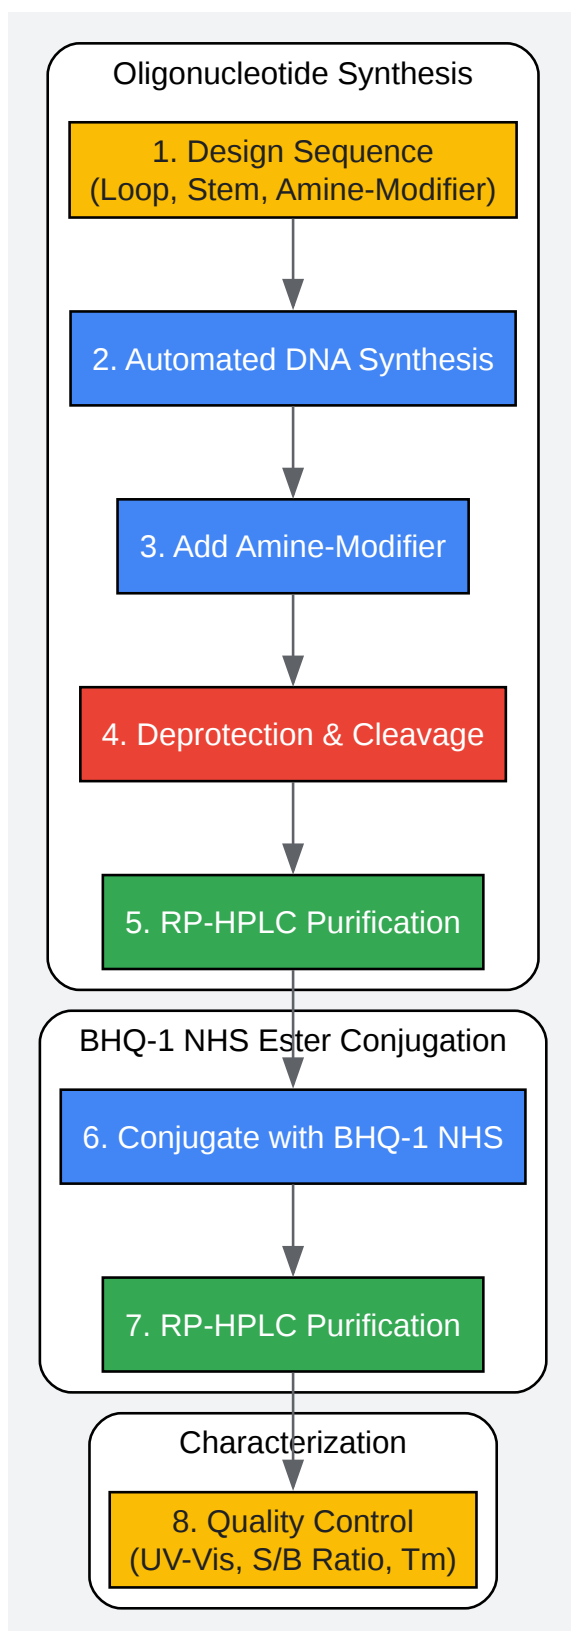 Oligonucleotide Synthesis
1. Design Sequence
(Loop, Stem, Amine-Modifier)
2. Automated DNA Synthesis
3. Add Amine-Modifier
4. Deprotection & Cleavage
5. RP-HPLC Purification
BHQ-1 NHS Ester Conjugation
6. Conjugate with BHQ-1 NHS
7. RP-HPLC Purification
Characterization
8. Quality Control
(UV-Vis, S/B Ratio, Tm)